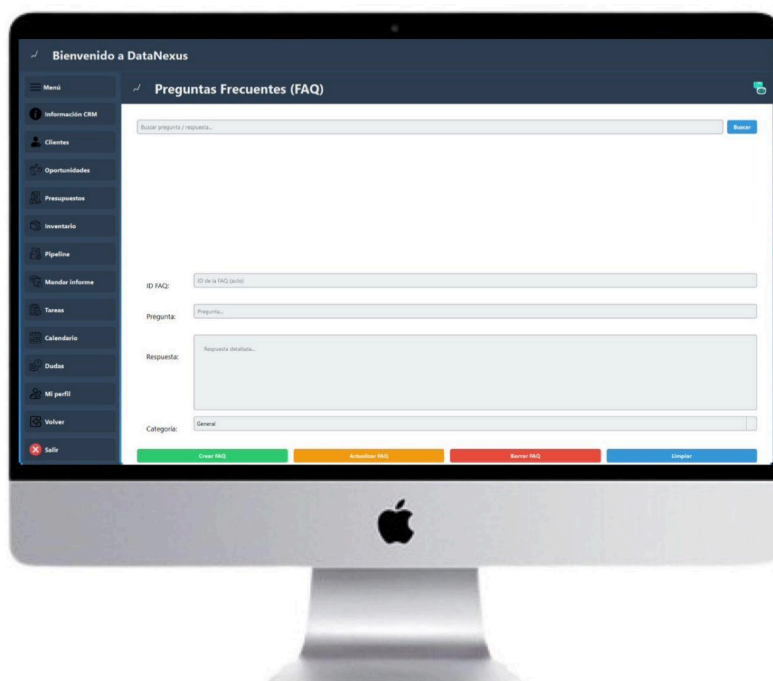 Bienvenido a DataNexus
Menú
Información CRM
Clientes
Oportunidades
Presupuestos
Inventario
Pipeline
Mandar informe
Tareas
Calendario
Dudas
Mi perfil
Volver
Salir
Preguntas Frecuentes (FAQ)
Buscar pregunta / respuesta...
Buscar
ID FAQ:
ID de la FAQ (auto)
Pregunta:
Pregunta...
Respuesta:
Respuesta detallada...
Categoría:
General
Crear FAQ
Actualizar FAQ
Borrar FAQ
Limpiar